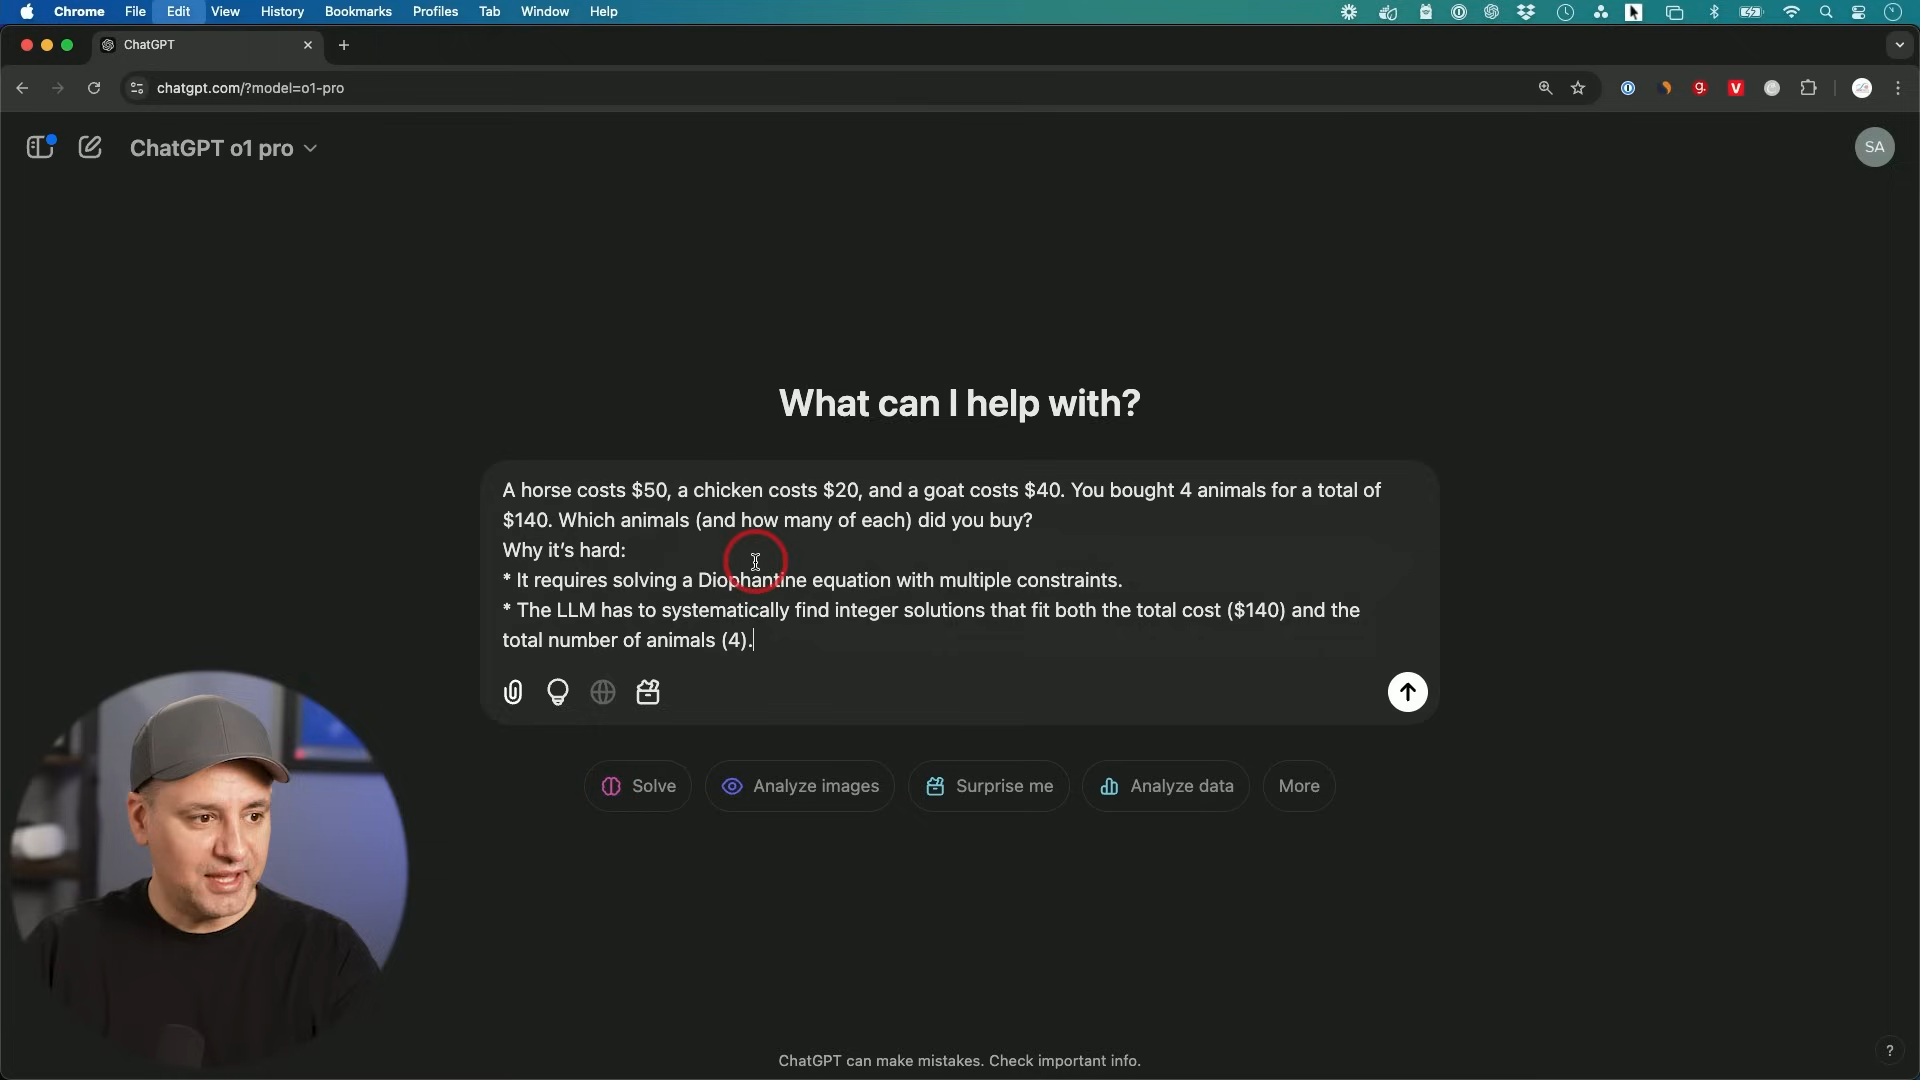 Chrome File Edit View History Bookmarks Profiles Tab Window Help
ChatGPT
chatgpt.com/?model=o1-pro
ChatGPT o1 pro
SA
What can I help with?
A horse costs $50, a chicken costs $20, and a goat costs $40. You bought 4 animals for a total of
$140. Which animals (and how many of each) did you buy?
Why it’s hard:
* It requires solving a Diophantine equation with multiple constraints.
* The LLM has to systematically find integer solutions that fit both the total cost ($140) and the
total number of animals (4).
Solve Analyze images Surprise me Analyze data More
ChatGPT can make mistakes. Check important info.
?